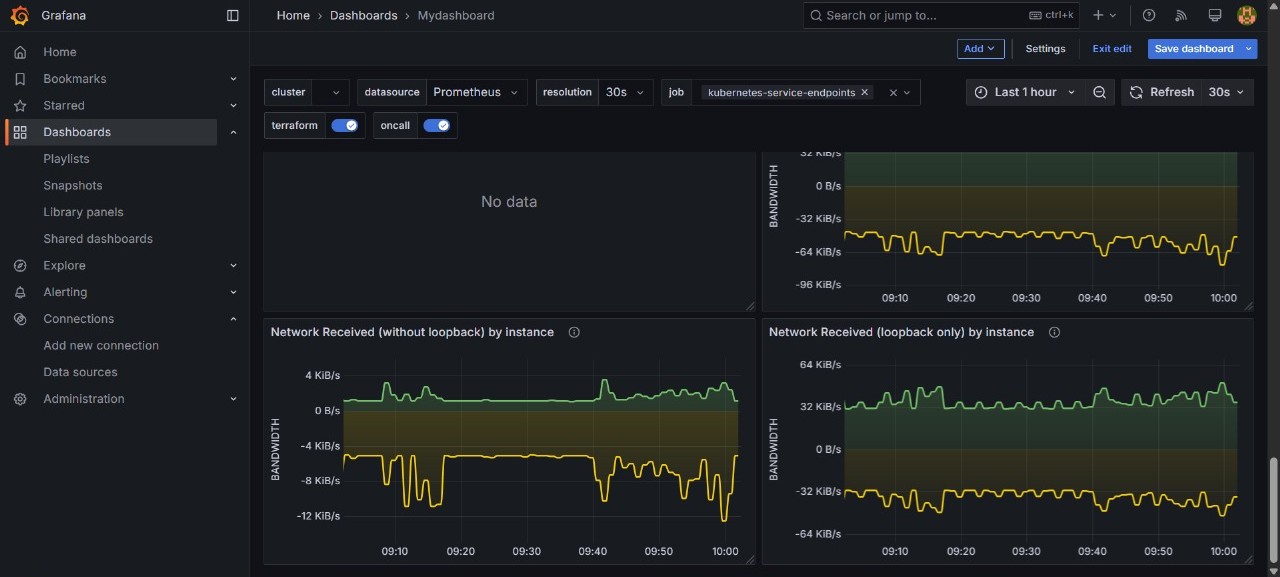 Grafana
Home › Dashboards › Mydashboard
Search or jump to...
ctrl+k
Add
Settings
Exit edit
Save dashboard
Home
Bookmarks
Starred
Dashboards
Playlists
Snapshots
Library panels
Shared dashboards
Explore
Alerting
Connections
Add new connection
Data sources
Administration
cluster
datasource Prometheus
resolution 30s
job kubernetes-service-endpoints
Last 1 hour
Refresh 30s
terraform
oncall
No data
BANDWIDTH
32 KiB/s
0 B/s
-32 KiB/s
-64 KiB/s
-96 KiB/s
09:10 09:20 09:30 09:40 09:50 10:00
Network Received (without loopback) by instance
BANDWIDTH
4 KiB/s
0 B/s
-4 KiB/s
-8 KiB/s
-12 KiB/s
09:10 09:20 09:30 09:40 09:50 10:00
Network Received (loopback only) by instance
BANDWIDTH
64 KiB/s
32 KiB/s
0 B/s
-32 KiB/s
-64 KiB/s
09:10 09:20 09:30 09:40 09:50 10:00